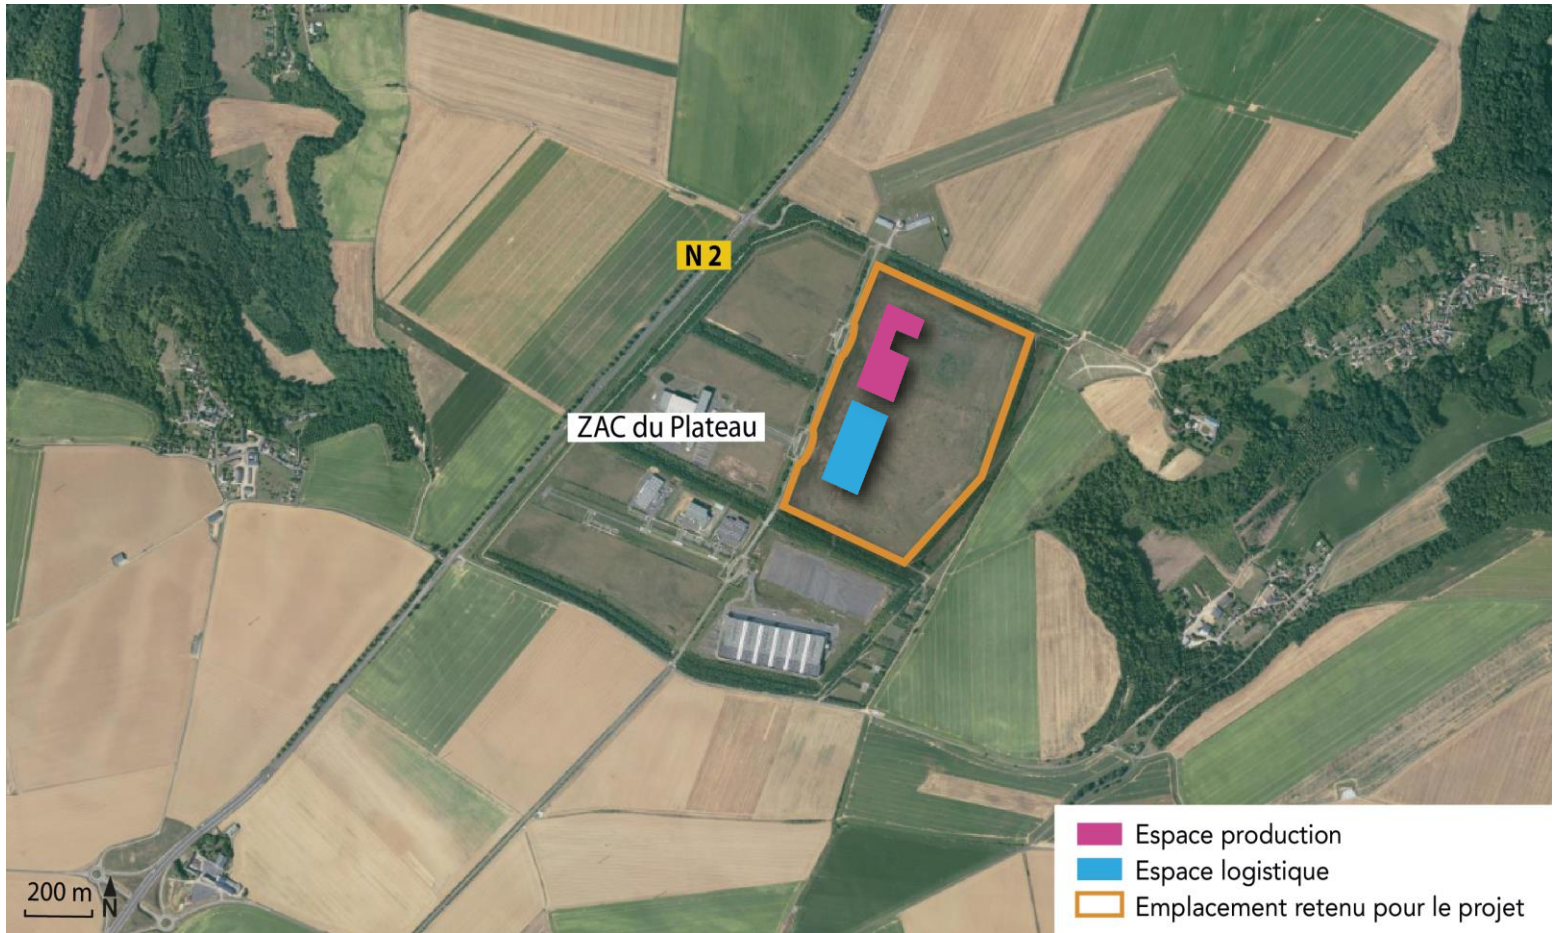 N 2
ZAC du Plateau
Espace production
Espace logistique
Emplacement retenu pour le projet
200 m
N